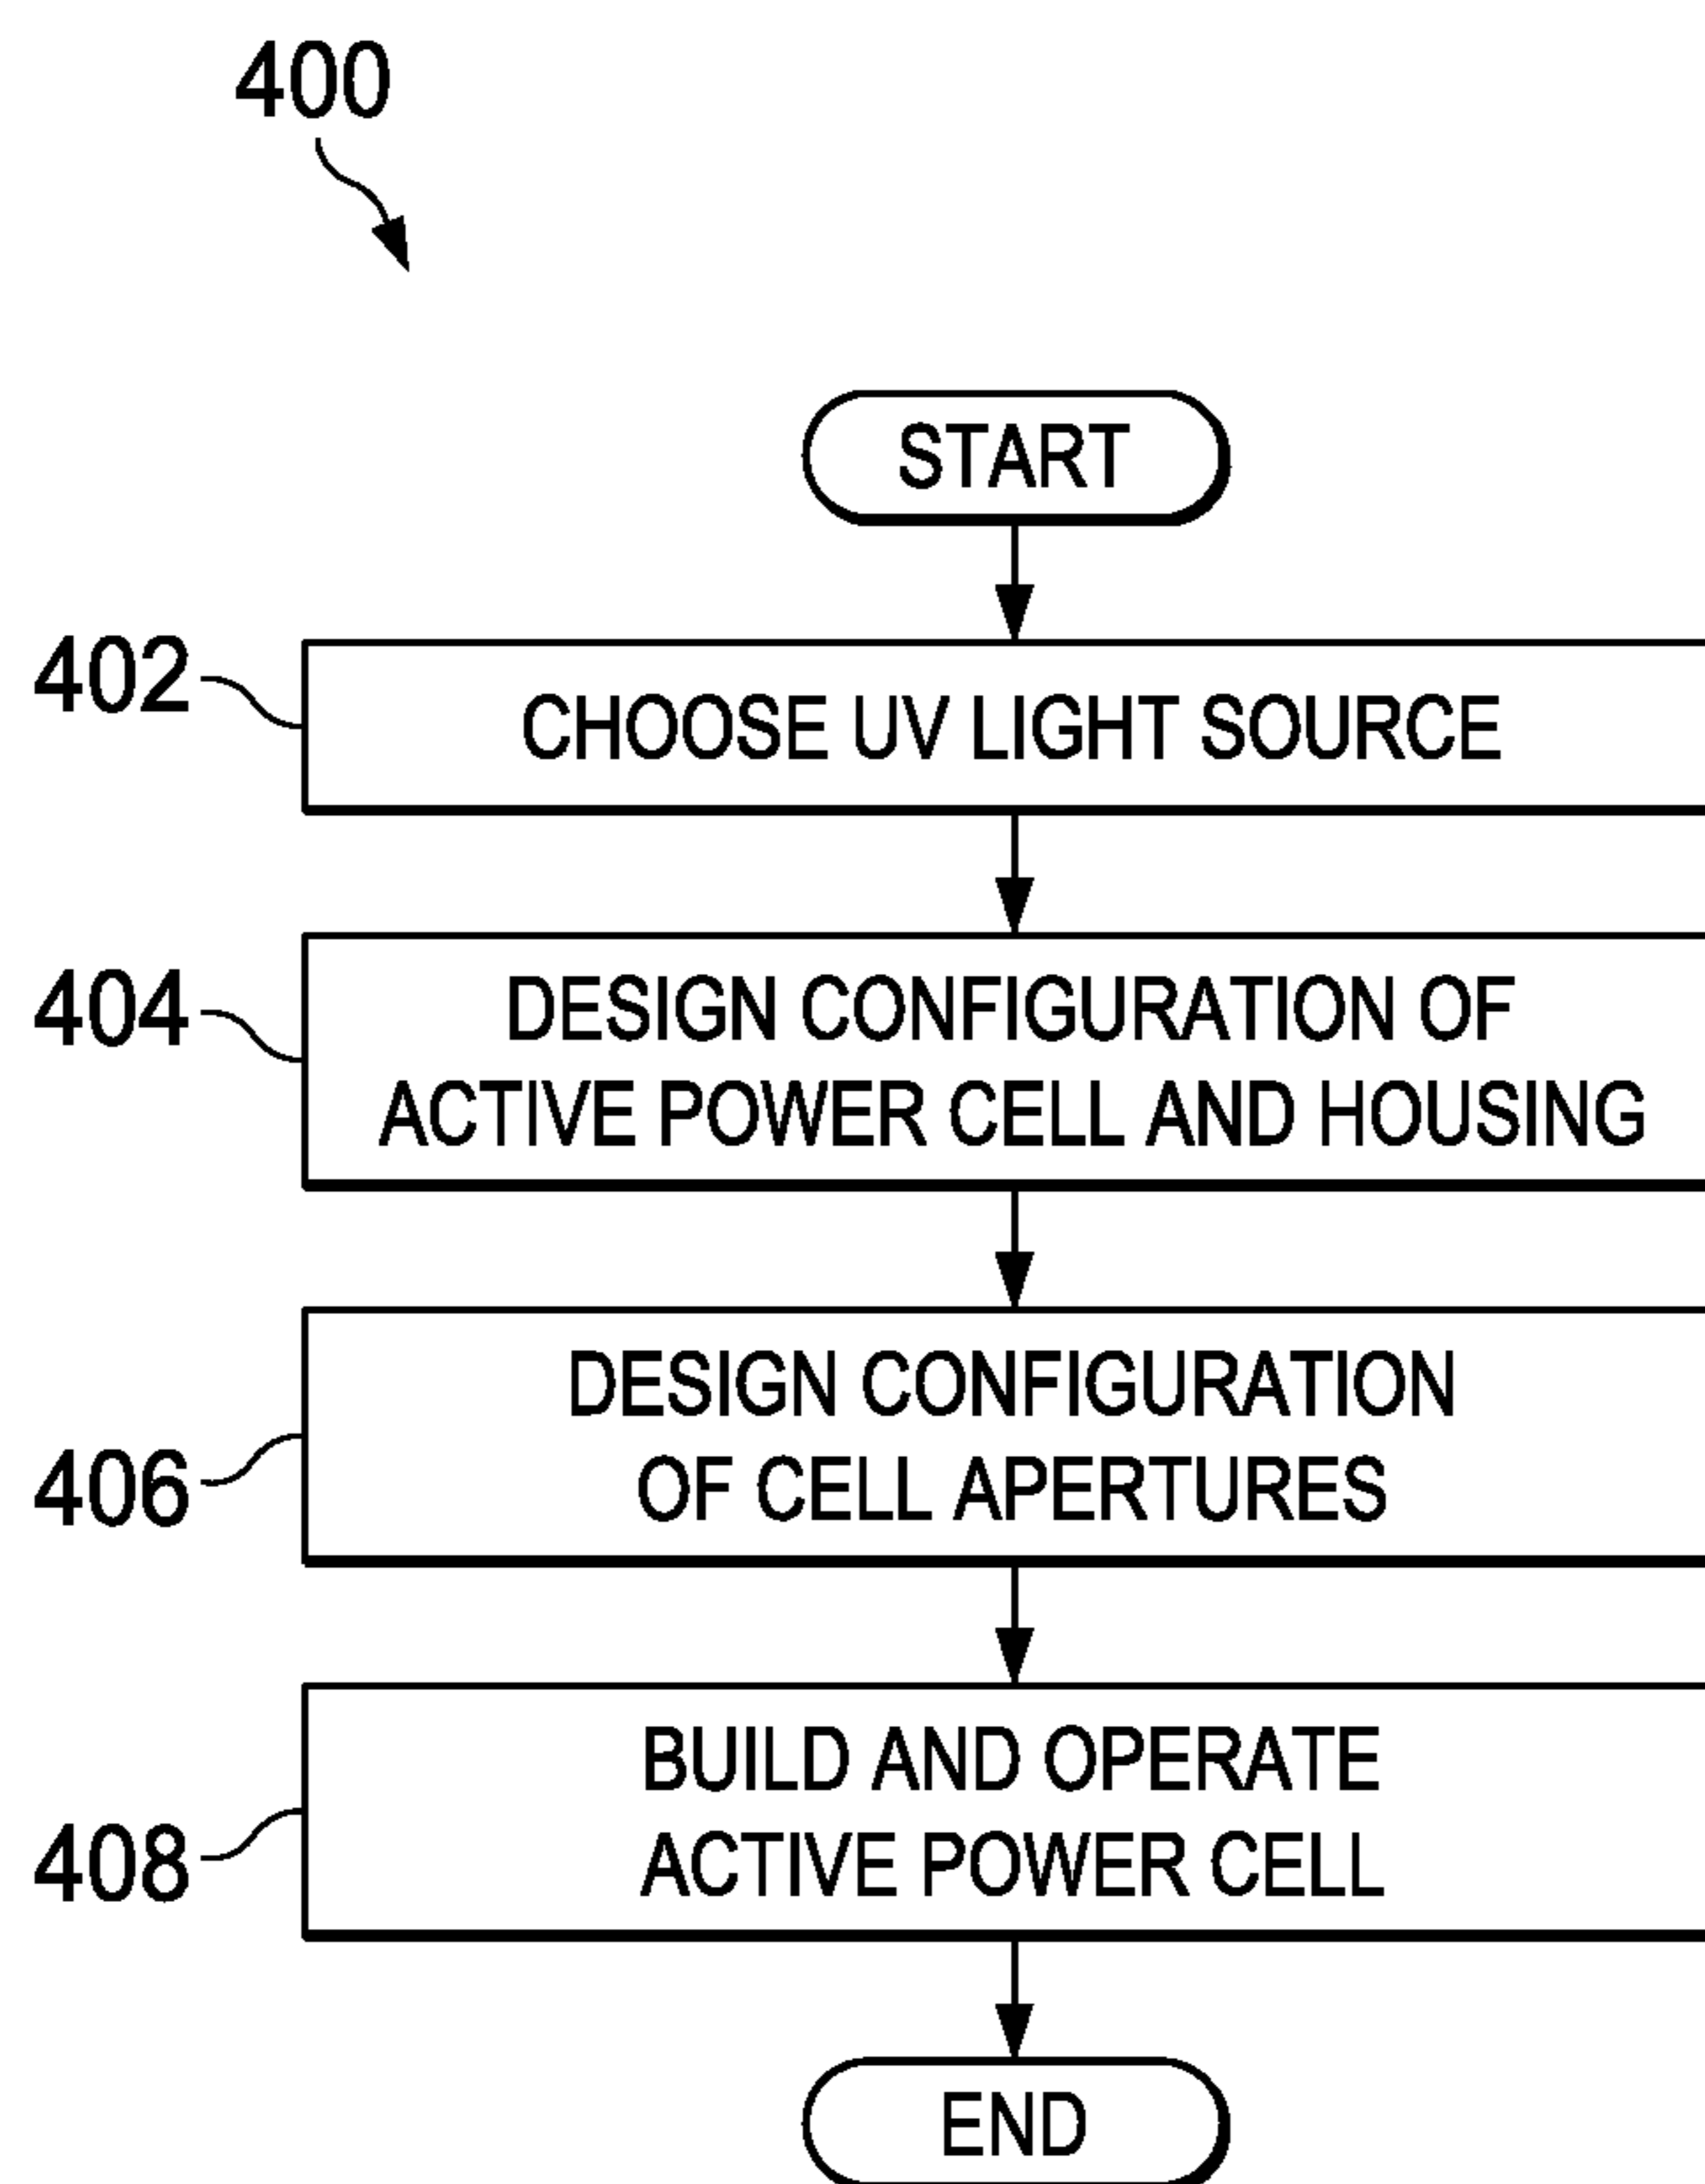 400
START
402
CHOOSE UV LIGHT SOURCE
404
DESIGN CONFIGURATION OF
ACTIVE POWER CELL AND HOUSING
406
DESIGN CONFIGURATION
OF CELL APERTURES
408
BUILD AND OPERATE
ACTIVE POWER CELL
END